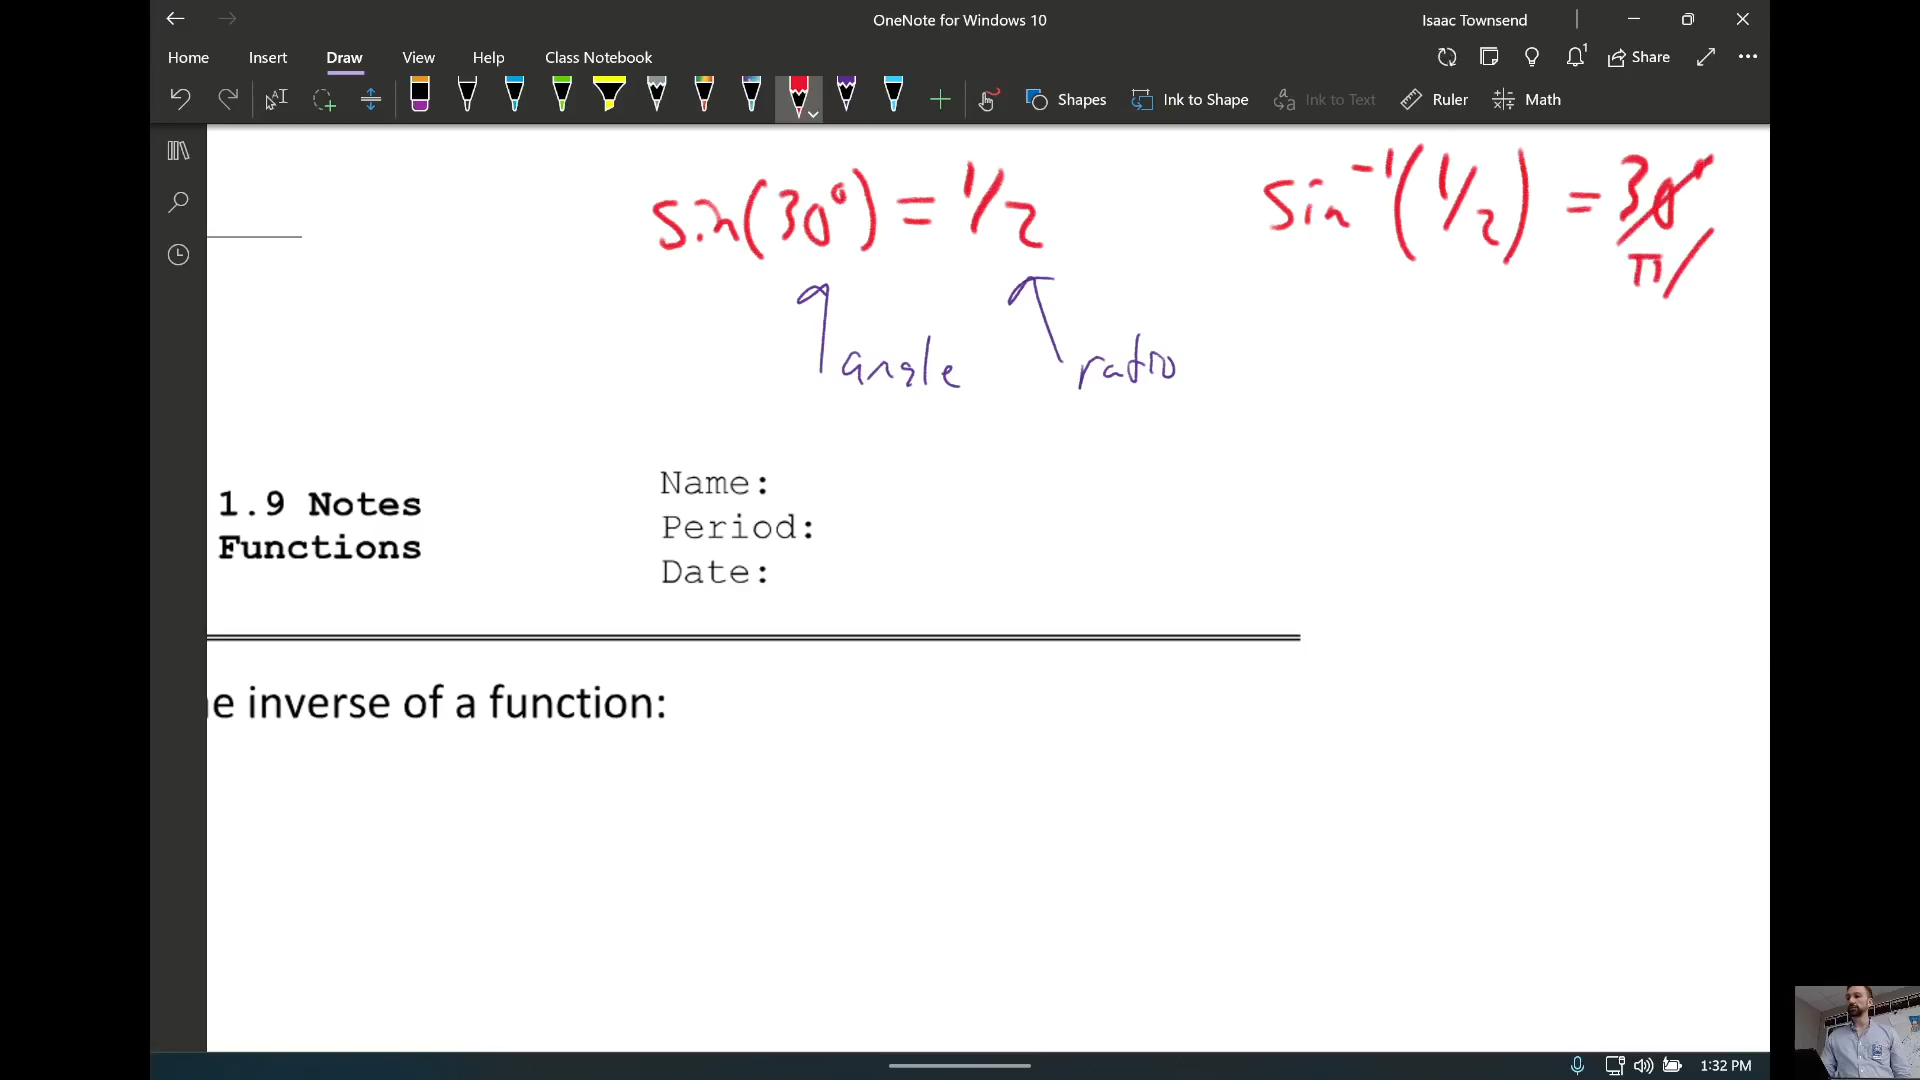 OneNote for Windows 10
Isaac Townsend
Home Insert Draw View Help Class Notebook
1
Share
Shapes Ink to Shape Ink to Text Ruler Math
sin(30°) = 1/2
sin⁻¹(1/2) = 30°
π/
angle
ratio
1.9 Notes
Functions
Name:
Period:
Date:
e inverse of a function:
1:32 PM